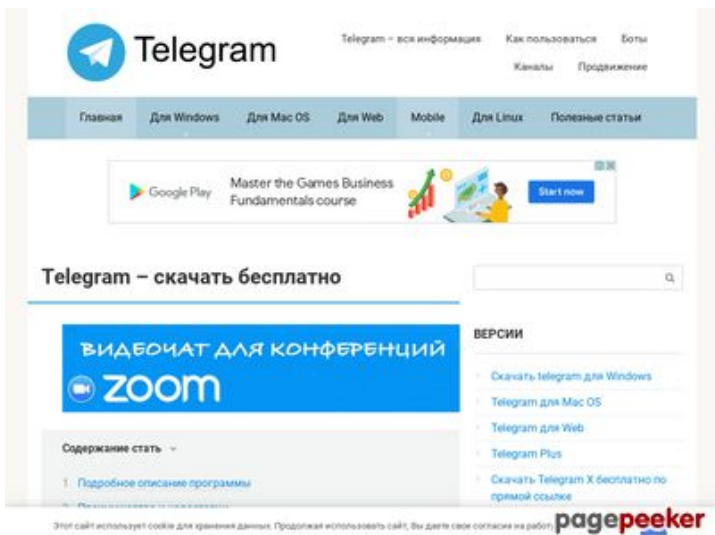 Telegram
Telegram – вся информация Как пользоваться Боты
Каналы Продвижение
Главная Для Windows Для Mac OS Для Web Mobile Для Linux Полезные статьи
Google Play
Master the Games Business
Fundamentals course
Start now
Telegram – скачать бесплатно
ВИДЕОЧАТ ДЛЯ КОНФЕРЕНЦИЙ
zoom
Содержание стать
1 Подробное описание программы
ВЕРСИИ
Скачать telegram для Windows
Telegram для Mac OS
Telegram для Web
Telegram Plus
Скачать Telegram X бесплатно по
прямой ссылке
Этот сайт использует cookie для хранения данных. Продолжая использовать сайт, Вы даете свое согласие на работ
pagepeeker